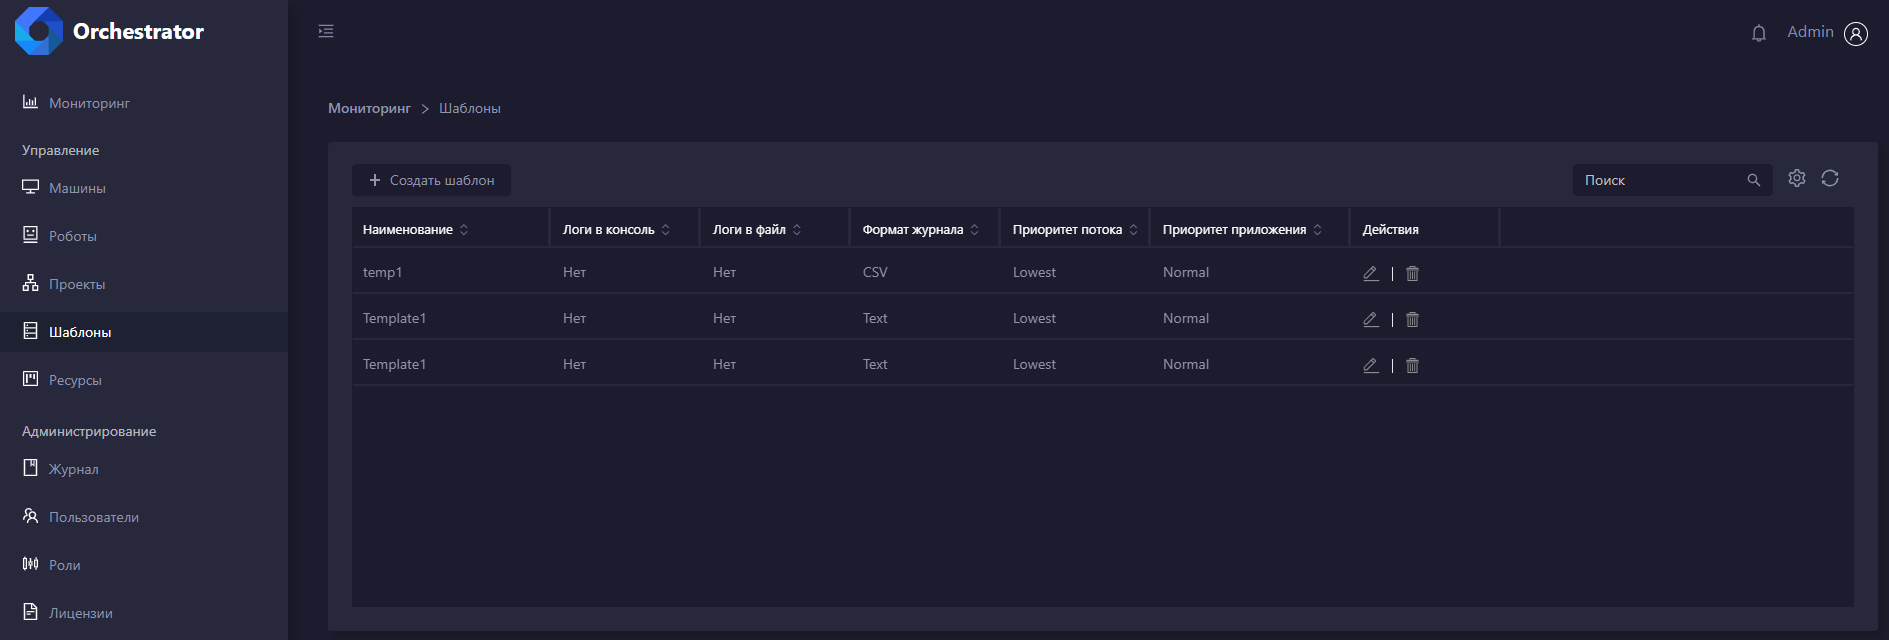 Orchestrator
Admin
Мониторинг
Управление
Машины
Роботы
Проекты
Шаблоны
Ресурсы
Администрирование
Журнал
Пользователи
Роли
Лицензии
Мониторинг > Шаблоны
+ Создать шаблон
Поиск
Наименование Логи в консоль Логи в файл Формат журнала Приоритет потока Приоритет приложения Действия
temp1 Нет Нет CSV Lowest Normal |
Template1 Нет Нет Text Lowest Normal |
Template1 Нет Нет Text Lowest Normal |